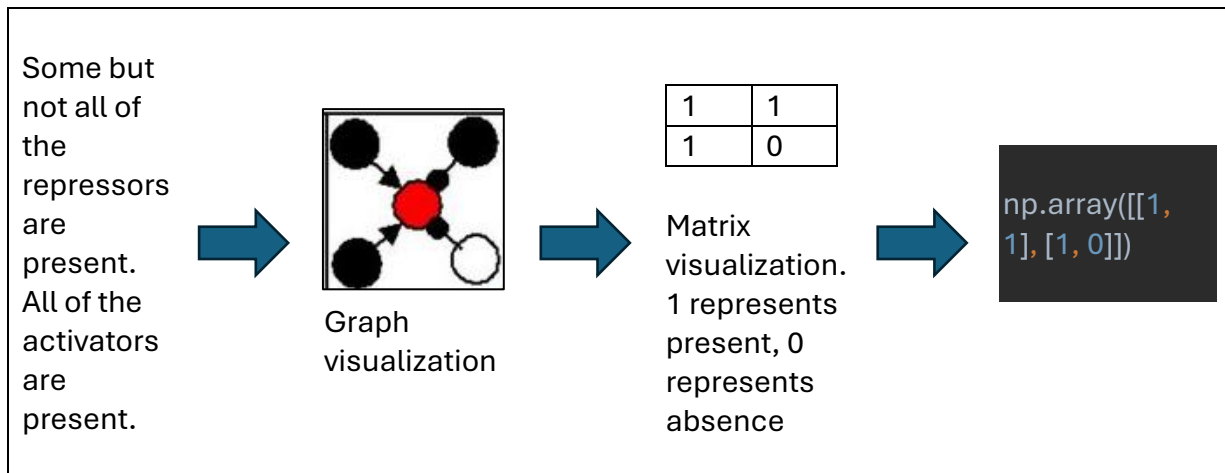 Some but
not all of
the
repressors
are
present.
All of the
activators
are
present.
Graph
visualization
1 1
1 0
Matrix
visualization.
1 represents
present, 0
represents
absence
np.array([[1,
1], [1, 0]])